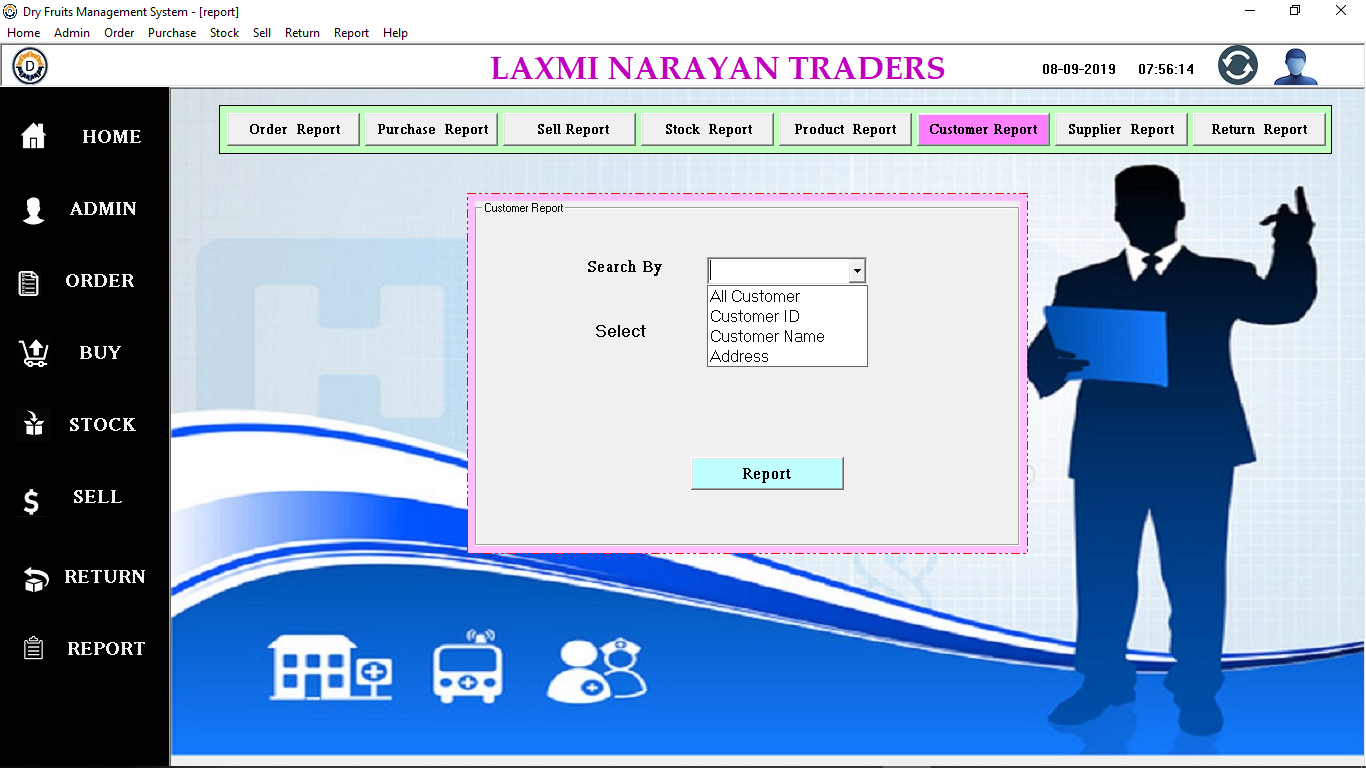 Dry Fruits Management System - [report]
Home Admin Order Purchase Stock Sell Return Report Help
D
LAXMI NARAYAN TRADERS
08-09-2019 07:56:14
HOME
ADMIN
ORDER
BUY
STOCK
$ SELL
RETURN
REPORT
Order Report Purchase Report Sell Report Stock Report Product Report Customer Report Supplier Report Return Report
Customer Report
Search By
All Customer
Customer ID
Customer Name
Address
Select
Report